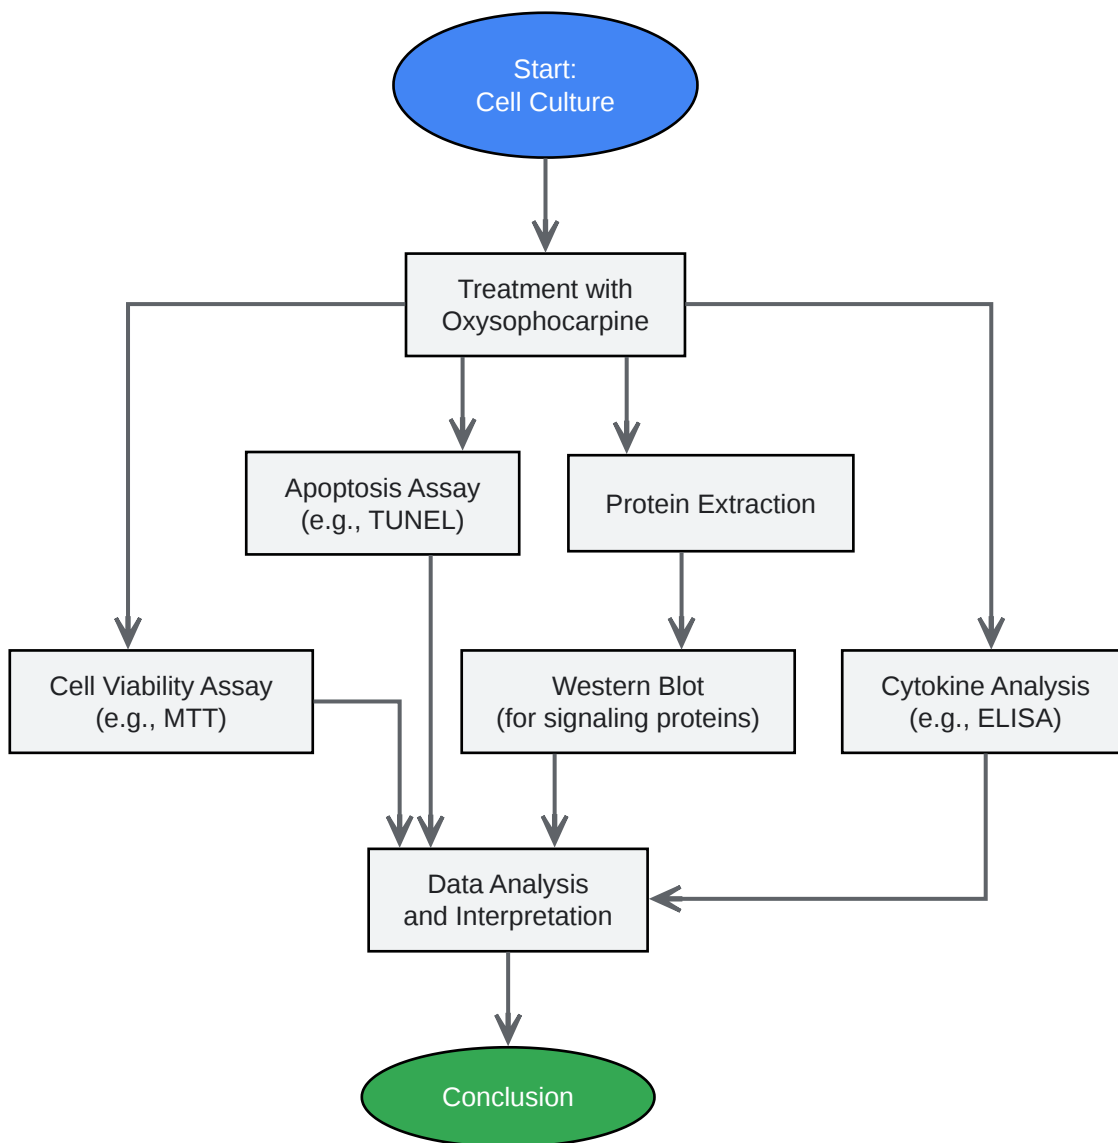 Start:
Cell Culture
Treatment with
Oxysophocarpine
Apoptosis Assay
(e.g., TUNEL)
Protein Extraction
Cell Viability Assay
(e.g., MTT)
Western Blot
(for signaling proteins)
Cytokine Analysis
(e.g., ELISA)
Data Analysis
and Interpretation
Conclusion